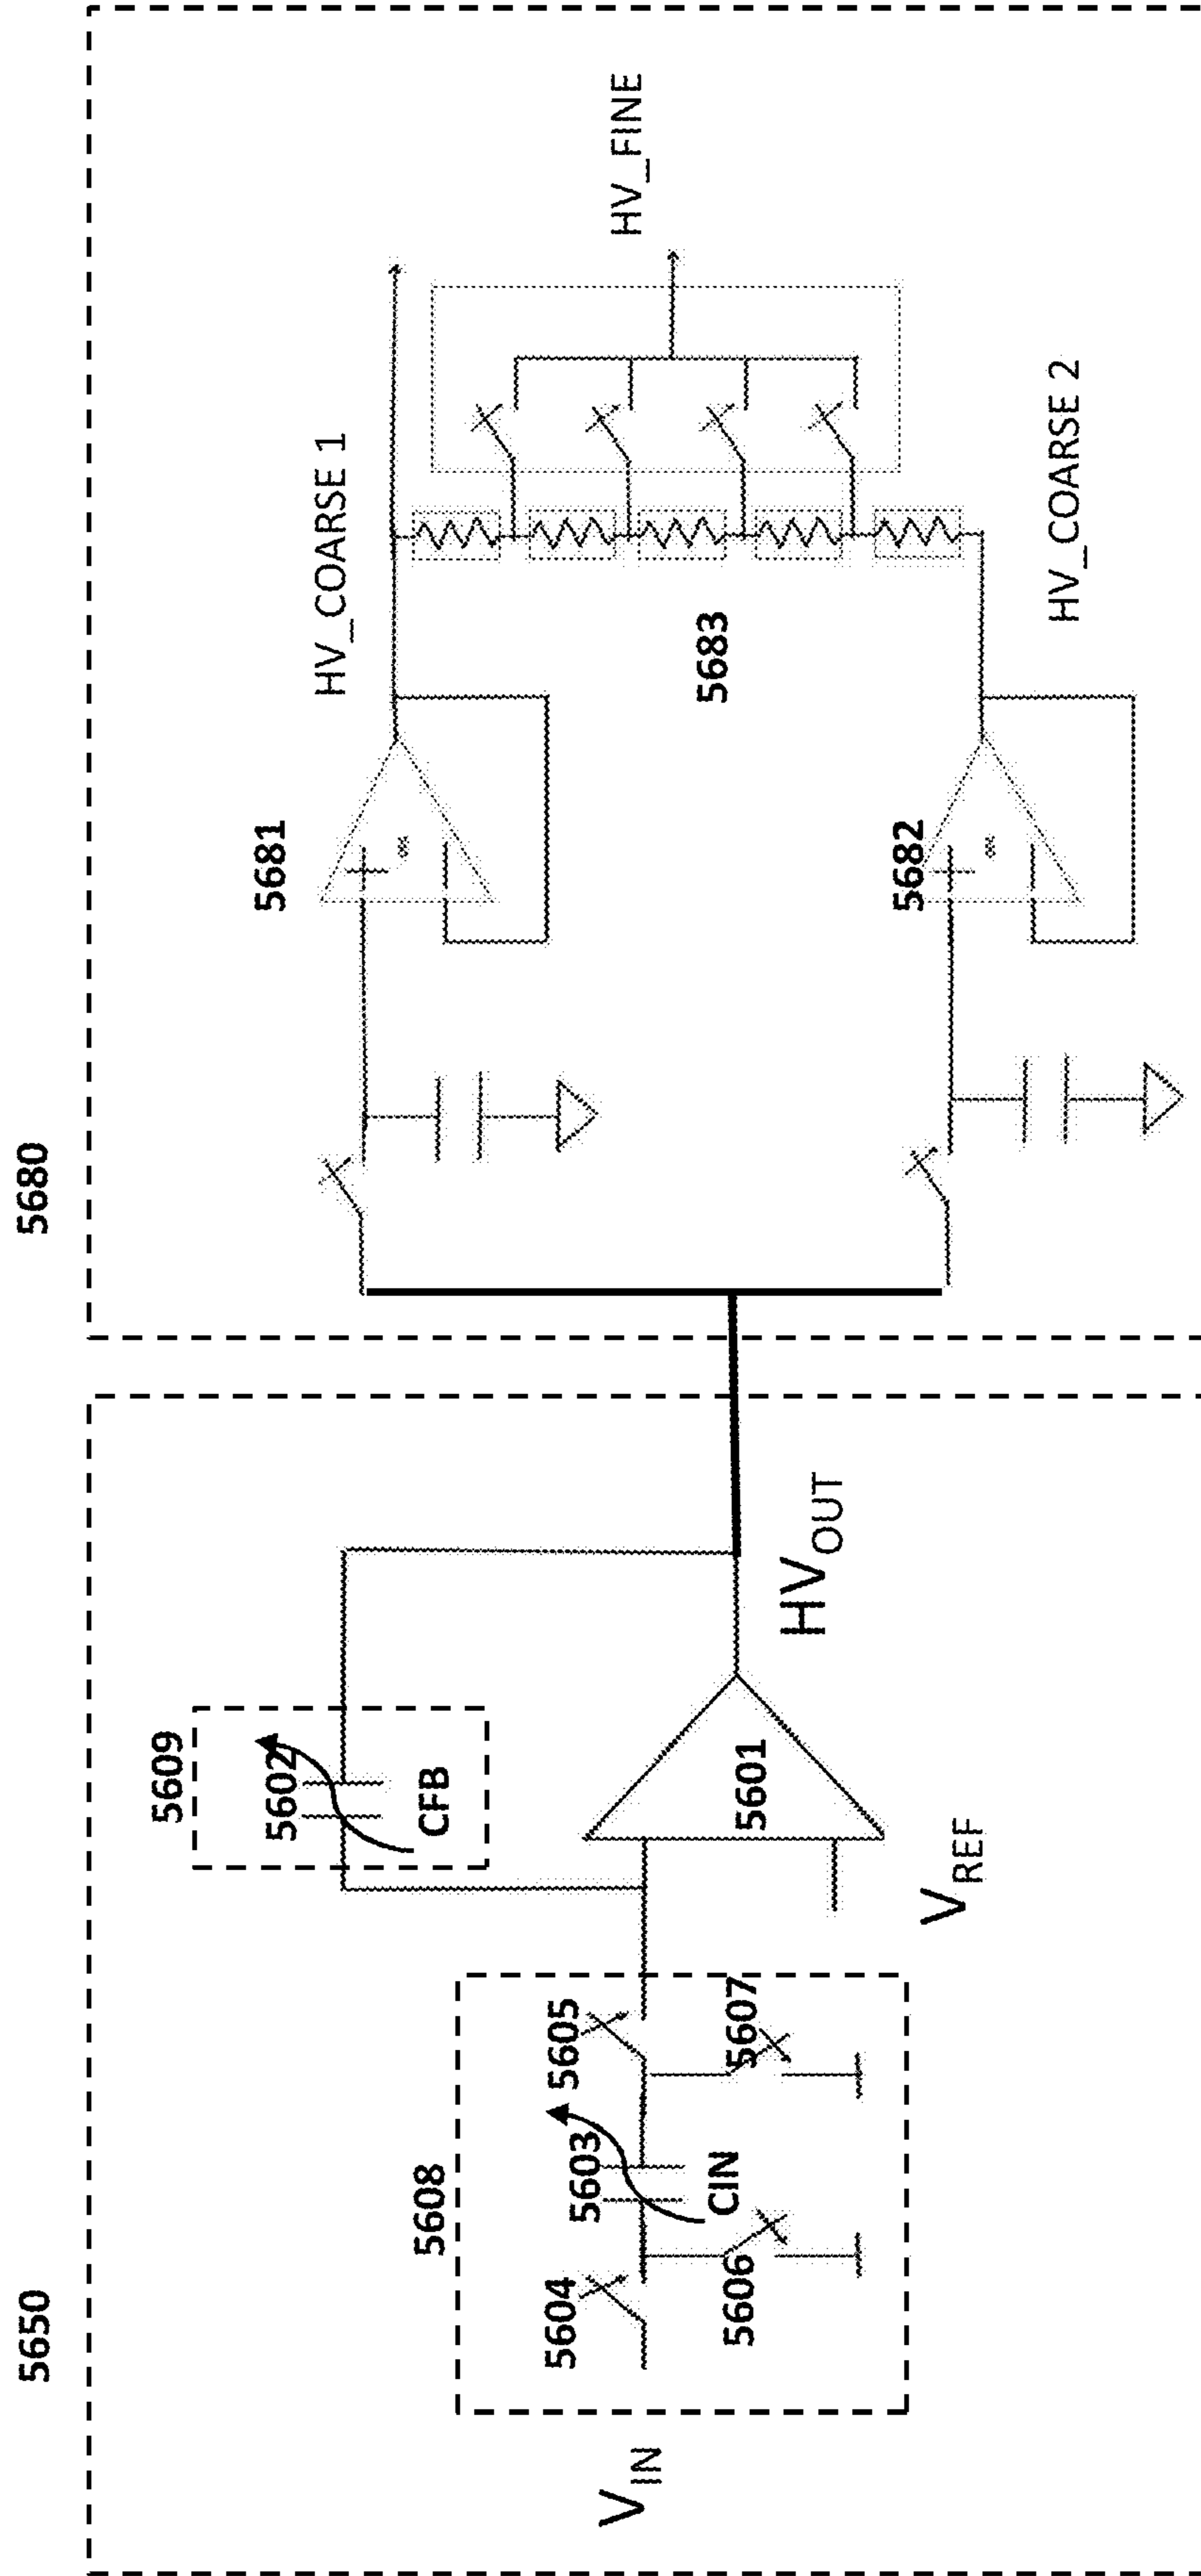 5650
5680
5608
5609
5604
5603
5605
5602
CIN
CFB
5606
5607
5601
V_IN
V_REF
HV_OUT
5681
HV_COARSE 1
5682
5683
HV_FINE
HV_COARSE 2